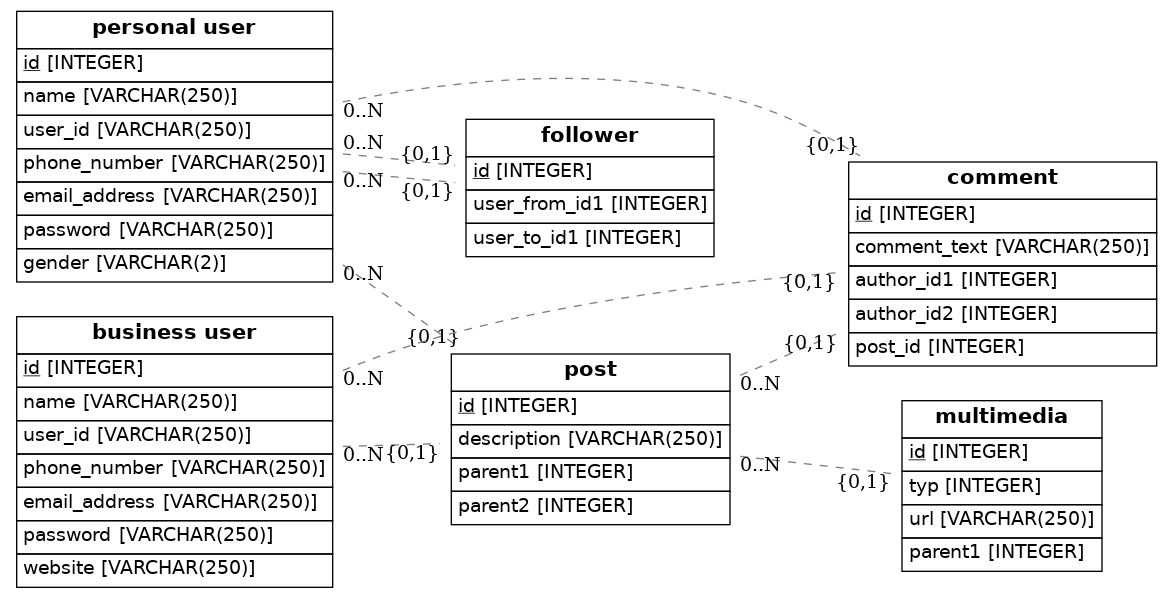 personal user
id [INTEGER]
name [VARCHAR(250)]
user_id [VARCHAR(250)]
phone_number [VARCHAR(250)]
email_address [VARCHAR(250)]
password [VARCHAR(250)]
gender [VARCHAR(2)]
business user
id [INTEGER]
name [VARCHAR(250)]
user_id [VARCHAR(250)]
phone_number [VARCHAR(250)]
email_address [VARCHAR(250)]
password [VARCHAR(250)]
website [VARCHAR(250)]
0..N
0..N
0..N
0..N
0..N
0..N
{0,1}
{0,1}
{0,1}
{0,1}
follower
id [INTEGER]
user_from_id1 [INTEGER]
user_to_id1 [INTEGER]
post
id [INTEGER]
description [VARCHAR(250)]
parent1 [INTEGER]
parent2 [INTEGER]
0..N
0..N
{0,1}
{0,1}
{0,1}
{0,1}
comment
id [INTEGER]
comment_text [VARCHAR(250)]
author_id1 [INTEGER]
author_id2 [INTEGER]
post_id [INTEGER]
multimedia
id [INTEGER]
typ [INTEGER]
url [VARCHAR(250)]
parent1 [INTEGER]